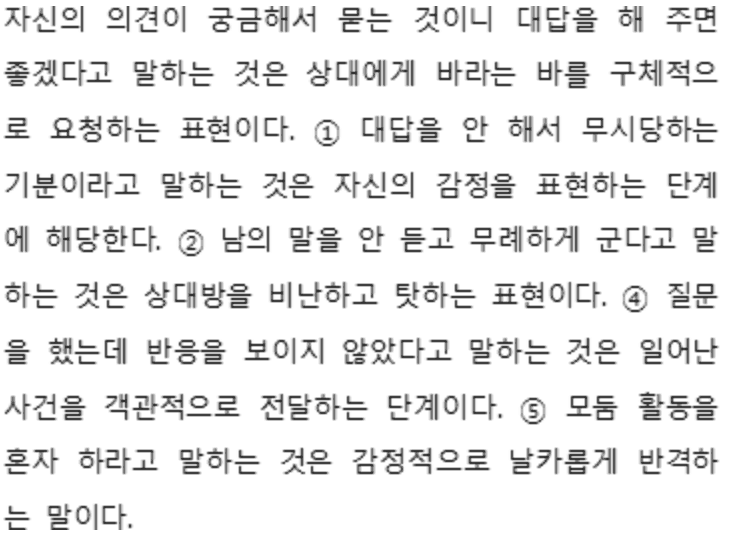 자신의 의견이 궁금해서 묻는 것이니 대답을 해 주면
좋겠다고 말하는 것은 상대에게 바라는 바를 구체적으
로 요청하는 표현이다. ① 대답을 안 해서 무시당하는
기분이라고 말하는 것은 자신의 감정을 표현하는 단계
에 해당한다. ② 남의 말을 안 듣고 무례하게 군다고 말
하는 것은 상대방을 비난하고 탓하는 표현이다. ④ 질문
을 했는데 반응을 보이지 않았다고 말하는 것은 일어난
사건을 객관적으로 전달하는 단계이다. ⑤ 모둠 활동을
혼자 하라고 말하는 것은 감정적으로 날카롭게 반격하
는 말이다.